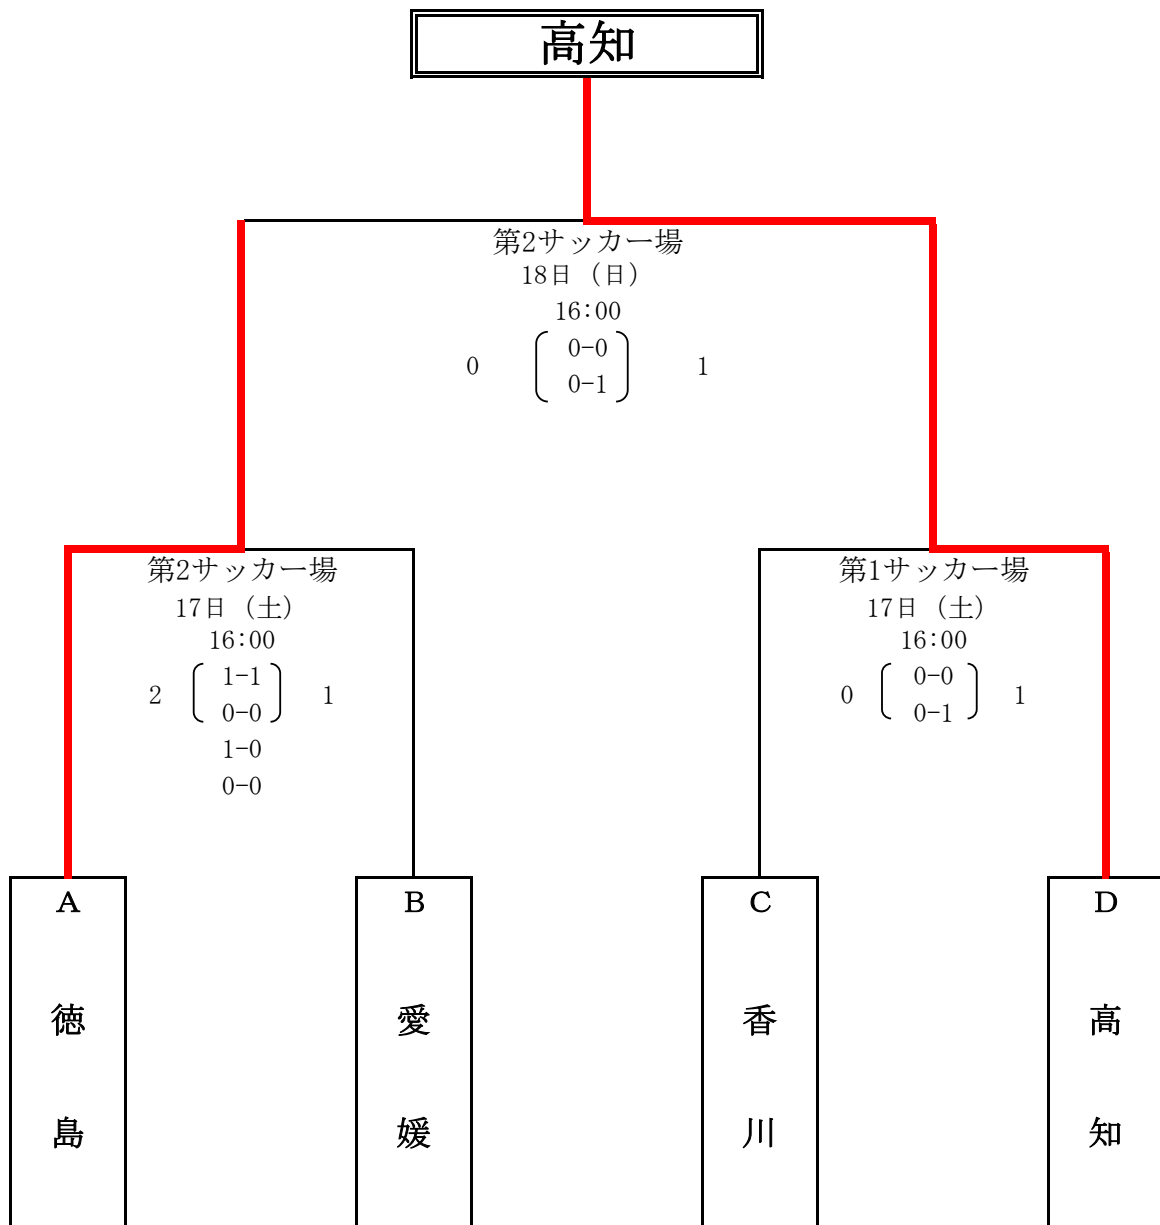 高知
第2サッカー場
18日（日）
16:00
0 0-0 1
0-1
第2サッカー場
17日（土）
16:00
2 1-1 1
0-0
1-0
0-0
第1サッカー場
17日（土）
16:00
0 0-0 1
0-1
A
徳島
B
愛媛
C
香川
D
高知